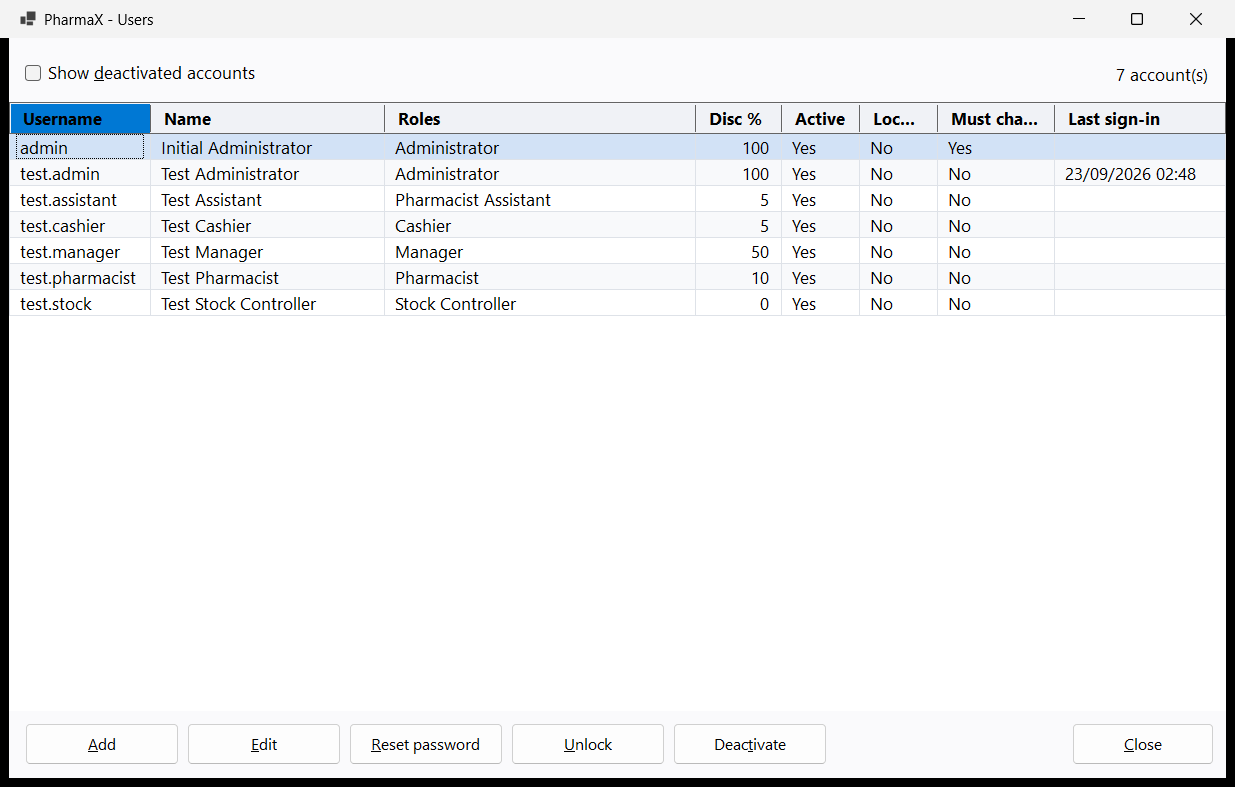 PharmaX - Users
Show deactivated accounts 7 account(s)
Username Name Roles Disc % Active Loc... Must cha... Last sign-in
admin Initial Administrator Administrator 100 Yes No Yes
test.admin Test Administrator Administrator 100 Yes No No 23/09/2026 02:48
test.assistant Test Assistant Pharmacist Assistant 5 Yes No No
test.cashier Test Cashier Cashier 5 Yes No No
test.manager Test Manager Manager 50 Yes No No
test.pharmacist Test Pharmacist Pharmacist 10 Yes No No
test.stock Test Stock Controller Stock Controller 0 Yes No No
Add Edit Reset password Unlock Deactivate Close